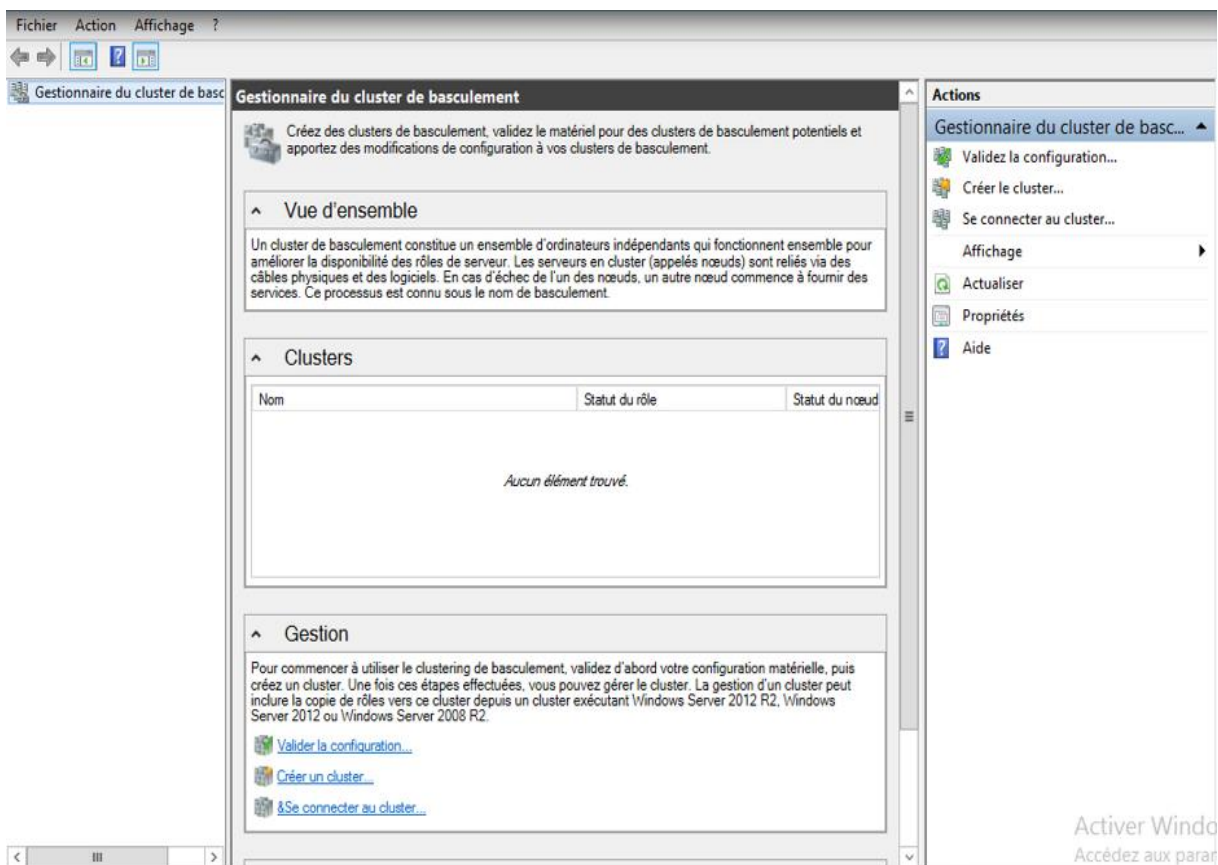 Fichier Action Affichage ?
Gestionnaire du cluster de basc
Gestionnaire du cluster de basculement
Créez des clusters de basculement, validez le matériel pour des clusters de basculement potentiels et
apportez des modifications de configuration à vos clusters de basculement.
Vue d'ensemble
Un cluster de basculement constitue un ensemble d'ordinateurs indépendants qui fonctionnent ensemble pour
améliorer la disponibilité des rôles de serveur. Les serveurs en cluster (appelés nœuds) sont reliés via des
câbles physiques et des logiciels. En cas d'échec de l'un des nœuds, un autre nœud commence à fournir des
services. Ce processus est connu sous le nom de basculement.
Clusters
Nom Statut du rôle Statut du nœud
Aucun élément trouvé.
Gestion
Pour commencer à utiliser le clustering de basculement, validez d'abord votre configuration matérielle, puis
créez un cluster. Une fois ces étapes effectuées, vous pouvez gérer le cluster. La gestion d'un cluster peut
inclure la copie de rôles vers ce cluster depuis un cluster exécutant Windows Server 2012 R2, Windows
Server 2012 ou Windows Server 2008 R2.
Valider la configuration...
Créer un cluster...
&Se connecter au cluster...
Actions
Gestionnaire du cluster de basc...
Validez la configuration...
Créer le cluster...
Se connecter au cluster...
Affichage
Actualiser
Propriétés
? Aide
Activer Windo
Accédez aux parar